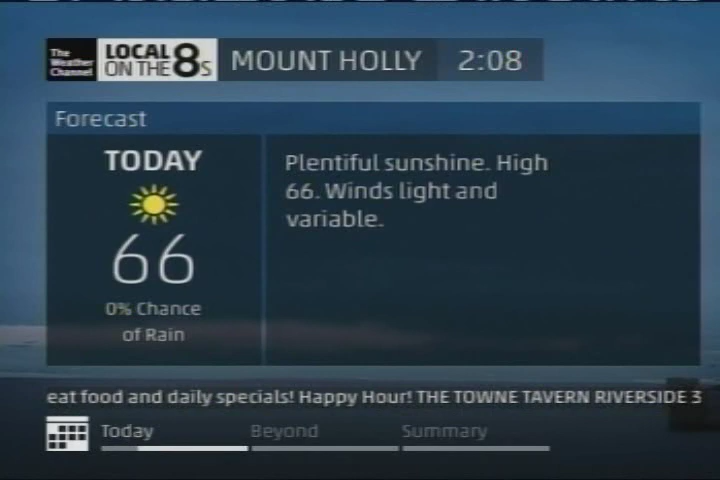 The
Weather
Channel
LOCAL
ON THE 8s
MOUNT HOLLY
2:08
Forecast
TODAY
66
0% Chance
of Rain
Plentiful sunshine. High
66. Winds light and
variable.
eat food and daily specials! Happy Hour! THE TOWNE TAVERN RIVERSIDE 3
Today
Beyond
Summary